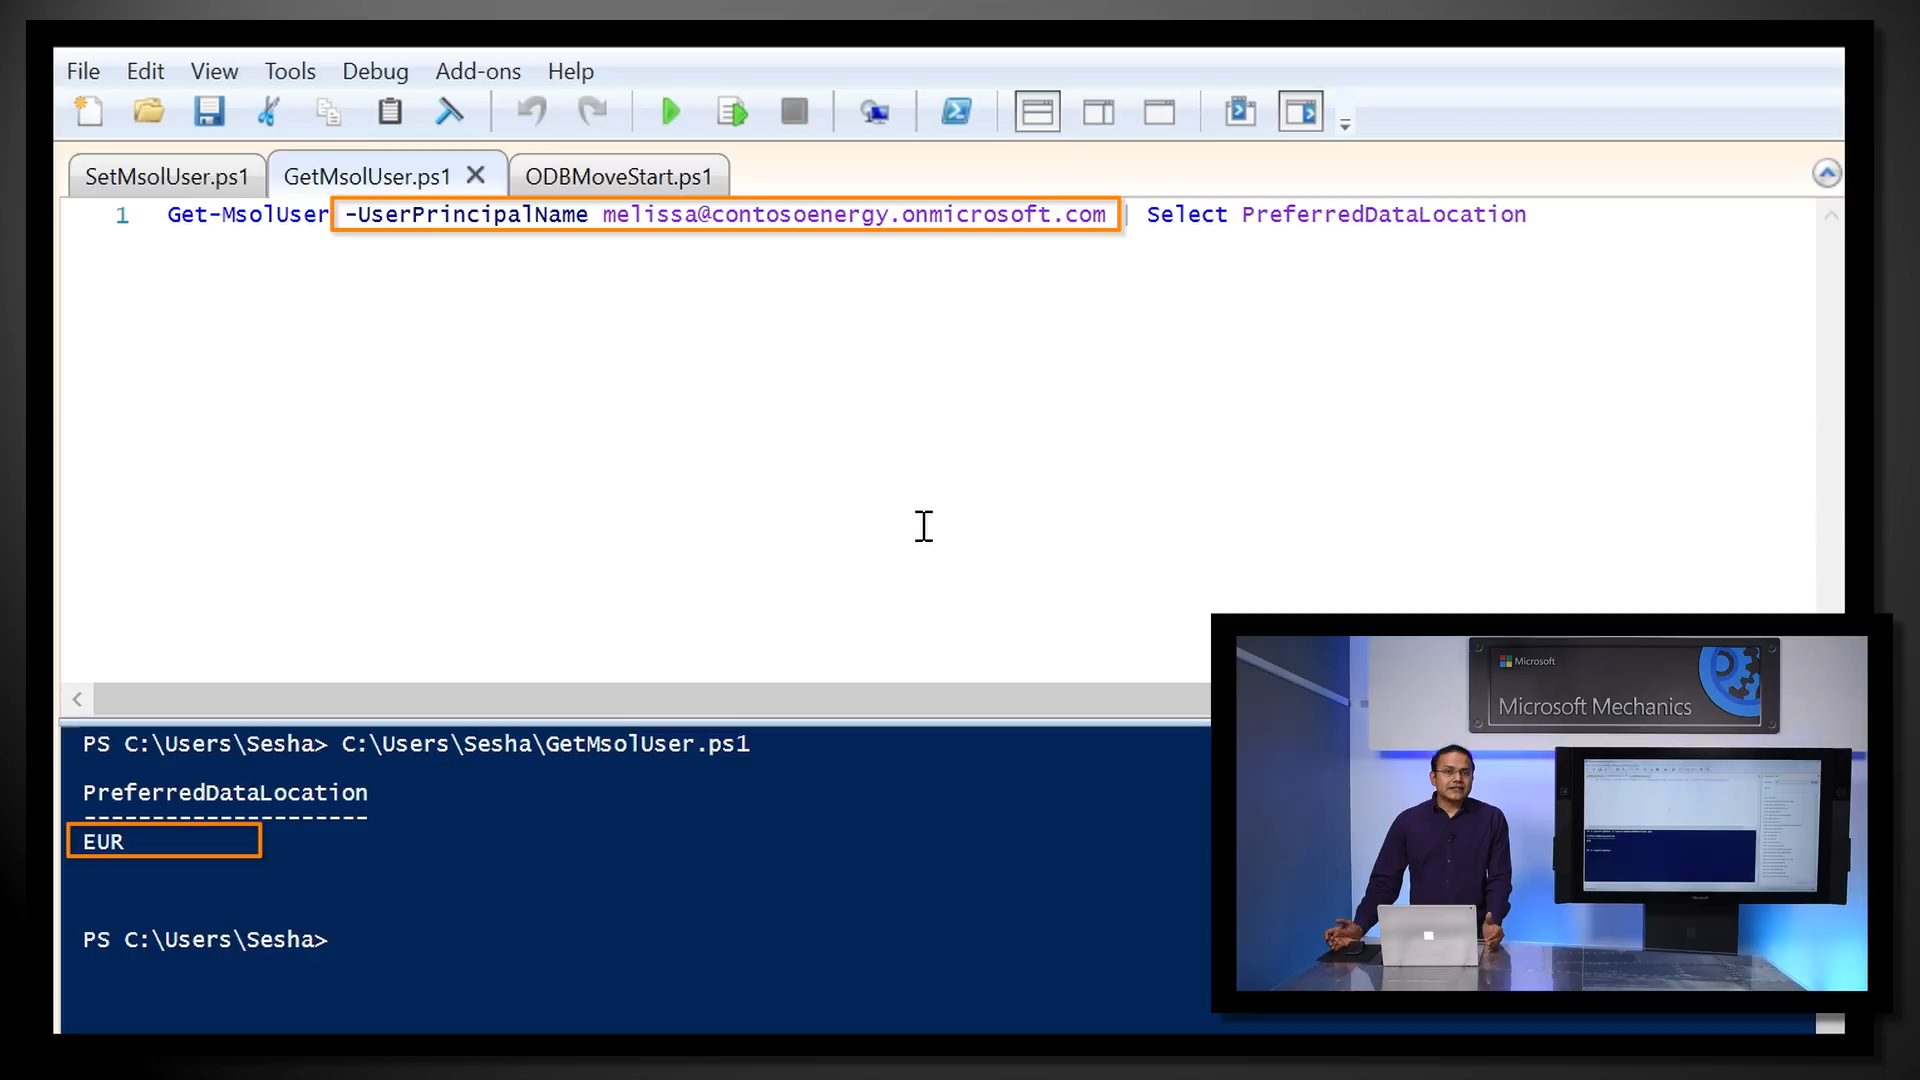 File Edit View Tools Debug Add-ons Help
SetMsolUser.ps1 GetMsolUser.ps1 ODBMoveStart.ps1
1 Get-MsolUser -UserPrincipalName melissa@contosoenergy.onmicrosoft.com | Select PreferredDataLocation
PS C:\Users\Sesha> C:\Users\Sesha\GetMsolUser.ps1
PreferredDataLocation
---------------------
EUR
PS C:\Users\Sesha>
Microsoft
Microsoft Mechanics